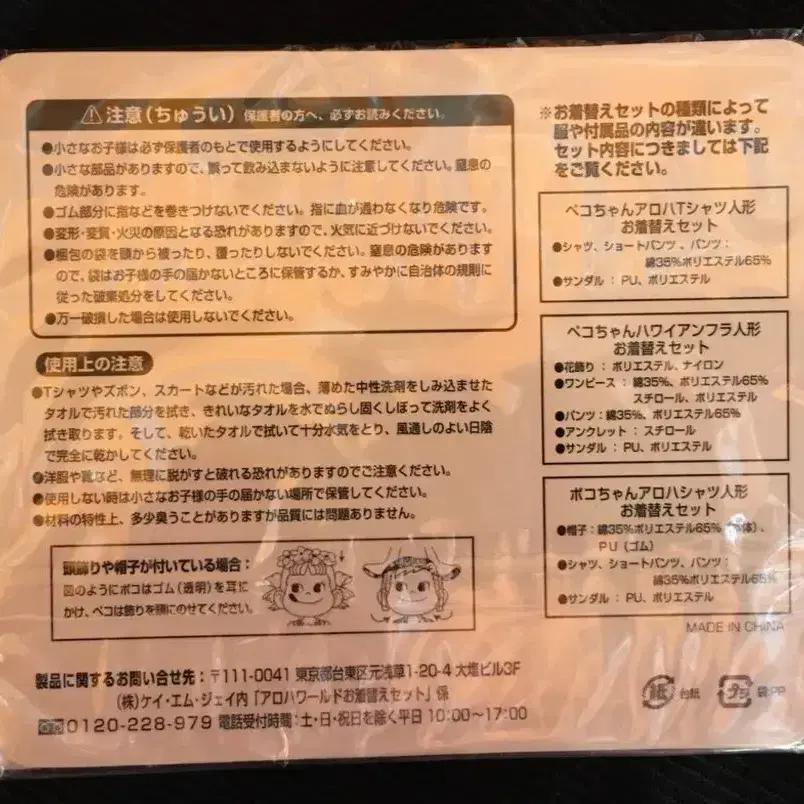 ⚠注意(ちゅうい) 保護者の方へ、必ずお読みください。
●小さなお子様は必ず保護者のもとで使用するようにしてください。
●小さな部品がありますので、誤って飲み込まないように注意してください。窒息の
危険があります。
●ゴム部分に指などを巻きつけないでください。指に血が通わなくなり危険です。
●変形・変質・火災の原因となる恐れがありますので、火気に近づけないでください。
●梱包の袋を頭から被ったり、覆ったりしないでください。窒息の危険があります
ので、袋はお子様の手の届かないところに保管するか、すみやかに自治体の規則に
従った破棄処分をしてください。
●万一破損した場合は使用しないでください。
使用上の注意
●Tシャツやズボン、スカートなどが汚れた場合、薄めた中性洗剤をしみ込ませた
タオルで汚れた部分を拭き、きれいなタオルを水でぬらし固くしぼって洗剤をよく
拭き取ります。そして、乾いたタオルで拭いて十分水気をとり、風通しのよい日陰
で完全に乾かしてください。
●洋服や靴など、無理に脱がすと破れる恐れがありますのでご注意ください。
●使用しない時は小さなお子様の手の届かない場所で保管してください。
●材料の特性上、多少臭うことがありますが品質には問題ありません。
頭飾りや帽子が付いている場合:
図のようにポコはゴム(透明)を耳に
かけ、ペコは飾りを頭にのせてください。
※お着替えセットの種類によって
服や付属品の内容が違います。
セット内容につきましては下記
をご覧ください。
ペコちゃんアロハTシャツ人形
お着替えセット
●シャツ、ショートパンツ、パンツ:
綿35%ポリエステル65%
●サンダル:PU、ポリエステル
ペコちゃんハワイアンフラ人形
お着替えセット
●花飾り:ポリエステル、ナイロン
●ワンピース:綿35%、ポリエステル65%
スチロール、ポリエステル
●パンツ:綿35%、ポリエステル65%
●アンクレット:スチロール
●サンダル:PU、ポリエステル
ポコちゃんアロハシャツ人形
お着替えセット
●帽子:綿35%ポリエステル65%(本体)、
PU(ゴム)
●シャツ、ショートパンツ、パンツ:
綿35%ポリエステル65%
●サンダル:PU、ポリエステル
MADE IN CHINA
製品に関するお問い合せ先:〒111-0041 東京都台東区元浅草1-20-4 大塩ビル3F
(株)ケイ・エム・ジェイ内「アロハワールドお着替えセット」係
0120-228-979 電話受付時間:土・日・祝日を除く平日 10:00〜17:00
紙 台紙
プラ 袋:PP